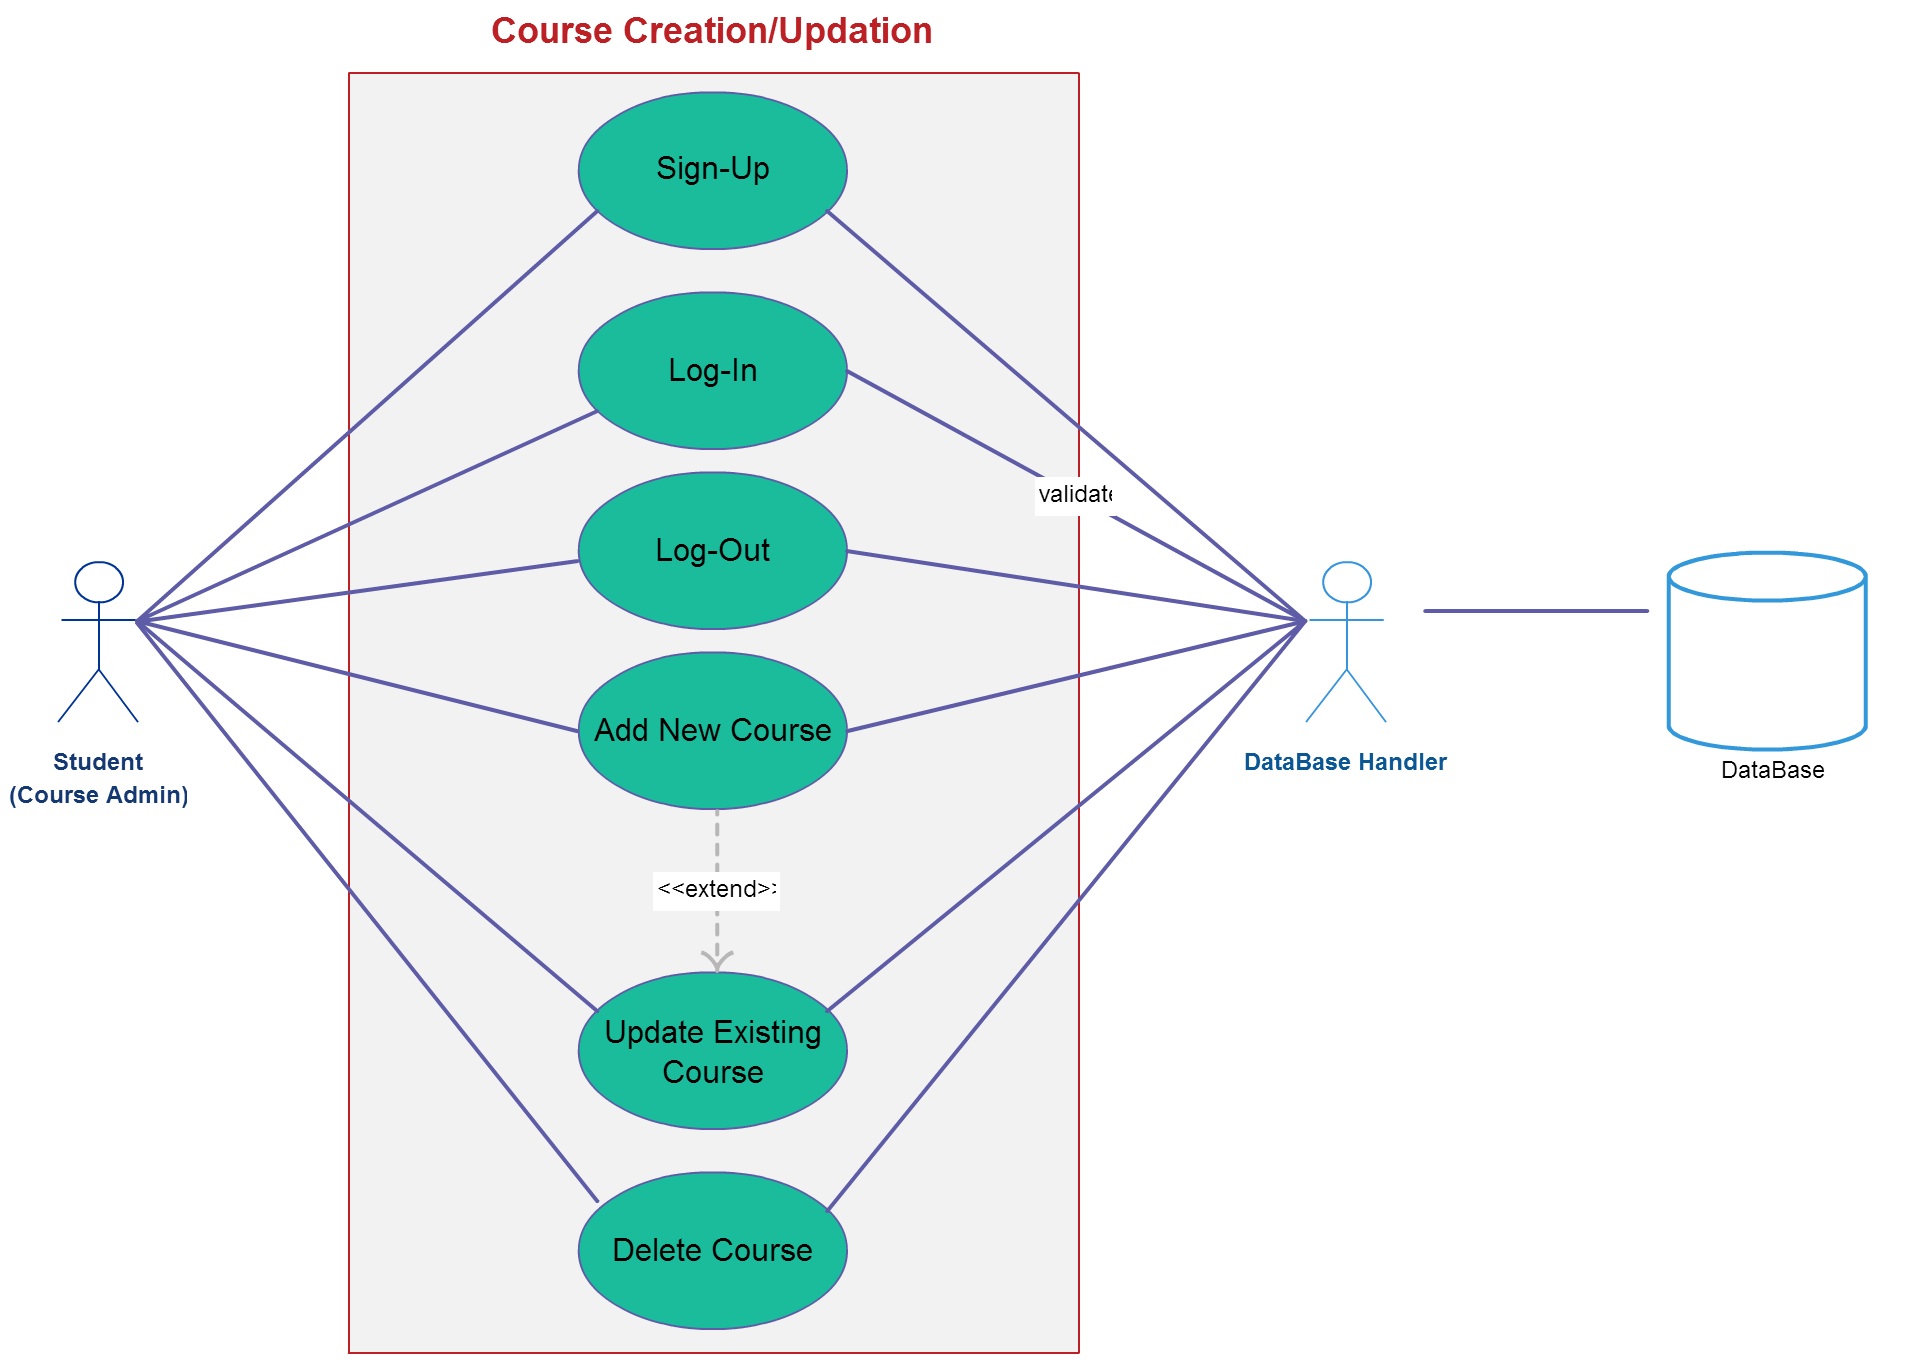 Course Creation/Updation
Sign-Up
Log-In
validate
Log-Out
Add New Course
Student
(Course Admin)
DataBase Handler
DataBase
<<extend>>
Update Existing
Course
Delete Course